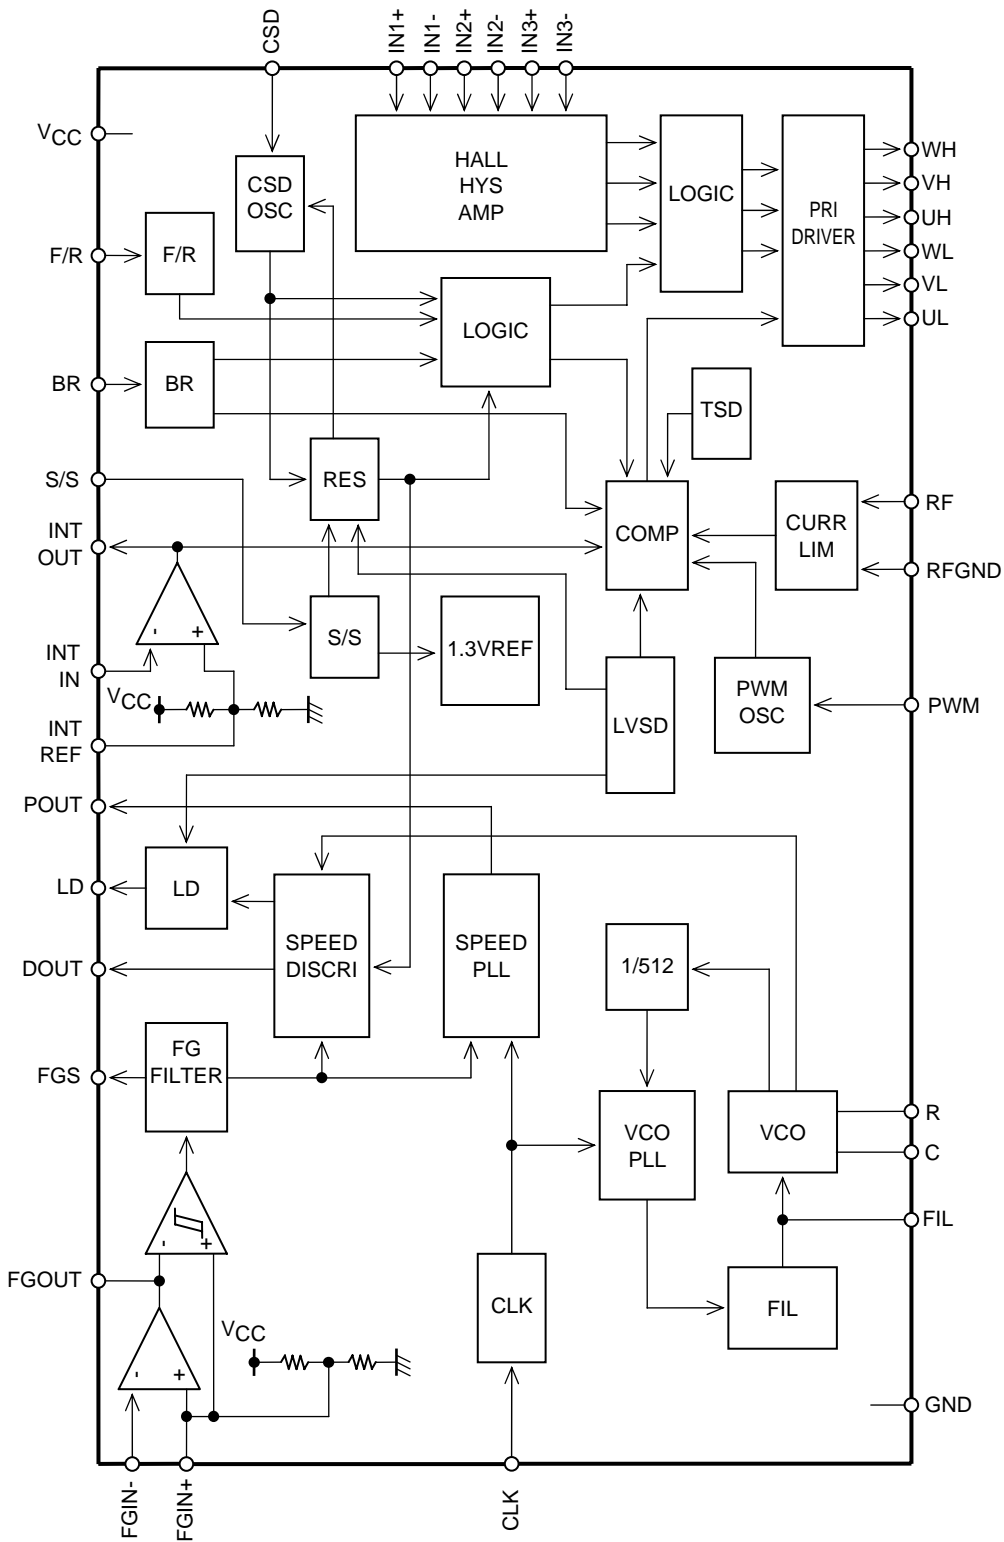 CSD
IN1+
IN1-
IN2+
IN2-
IN3+
IN3-
VCC
F/R
BR
S/S
INT
OUT
INT
IN
INT
REF
POUT
LD
DOUT
FGS
FGOUT
FGIN-
FGIN+
CLK
WH
VH
UH
WL
VL
UL
RF
RFGND
PWM
R
C
FIL
GND
CSD
OSC
HALL
HYS
AMP
LOGIC
PRI
DRIVER
F/R
LOGIC
BR
TSD
RES
COMP
CURR
LIM
- +
S/S
1.3VREF
LVSD
PWM
OSC
VCC
LD
SPEED
DISCRI
SPEED
PLL
1/512
FG
FILTER
VCO
PLL
VCO
- +
CLK
FIL
- +
VCC